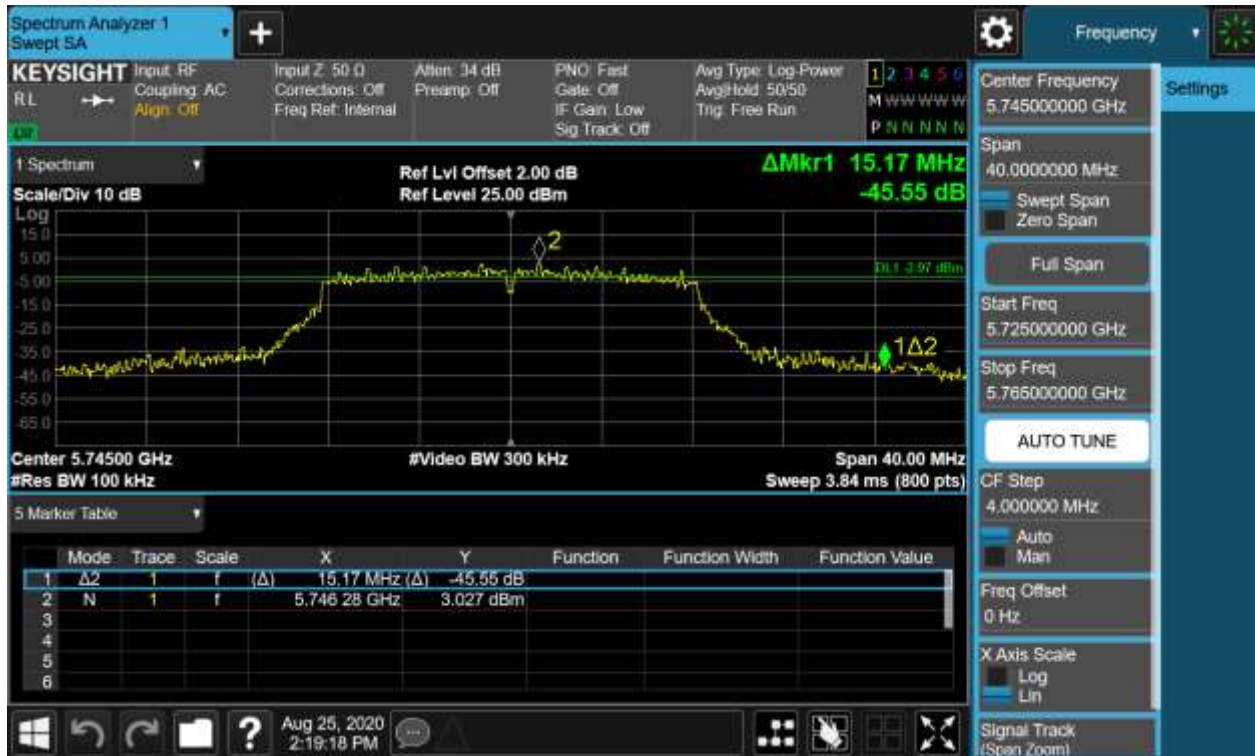 Spectrum Analyzer 1
Swept SA
+
Frequency
KEYSIGHT
RL
Input: RF
Coupling: AC
Align: Off
Input Z: 50 Ω
Corrections: Off
Freq Ref: Internal
Atten: 34 dB
Preamp: Off
PNO: Fast
Gate: Off
IF Gain: Low
Sig Track: Off
Avg Type: Log-Power
Avg|Hold: 50/50
Trig: Free Run
1 2 3 4 5 6
M W W W W W
P N N N N N
1 Spectrum
Scale/Div 10 dB
Ref Lvl Offset 2.00 dB
Ref Level 25.00 dBm
ΔMkr1 15.17 MHz
-45.55 dB
Log
15.0
5.00
-5.00
-15.0
-25.0
-35.0
-45.0
-55.0
-65.0
2
DL1 -2.97 dBm
1Δ2
Center 5.74500 GHz
#Video BW 300 kHz
Span 40.00 MHz
#Res BW 100 kHz
Sweep 3.84 ms (800 pts)
5 Marker Table
Mode Trace Scale X Y Function Function Width Function Value
1 Δ2 1 f (Δ) 15.17 MHz (Δ) -45.55 dB
2 N 1 f 5.746 28 GHz 3.027 dBm
3
4
5
6
Aug 25, 2020
2:19:18 PM
Center Frequency
5.745000000 GHz
Settings
Span
40.0000000 MHz
Swept Span
Zero Span
Full Span
Start Freq
5.725000000 GHz
Stop Freq
5.765000000 GHz
AUTO TUNE
CF Step
4.000000 MHz
Auto
Man
Freq Offset
0 Hz
X Axis Scale
Log
Lin
Signal Track
(Span Zoom)